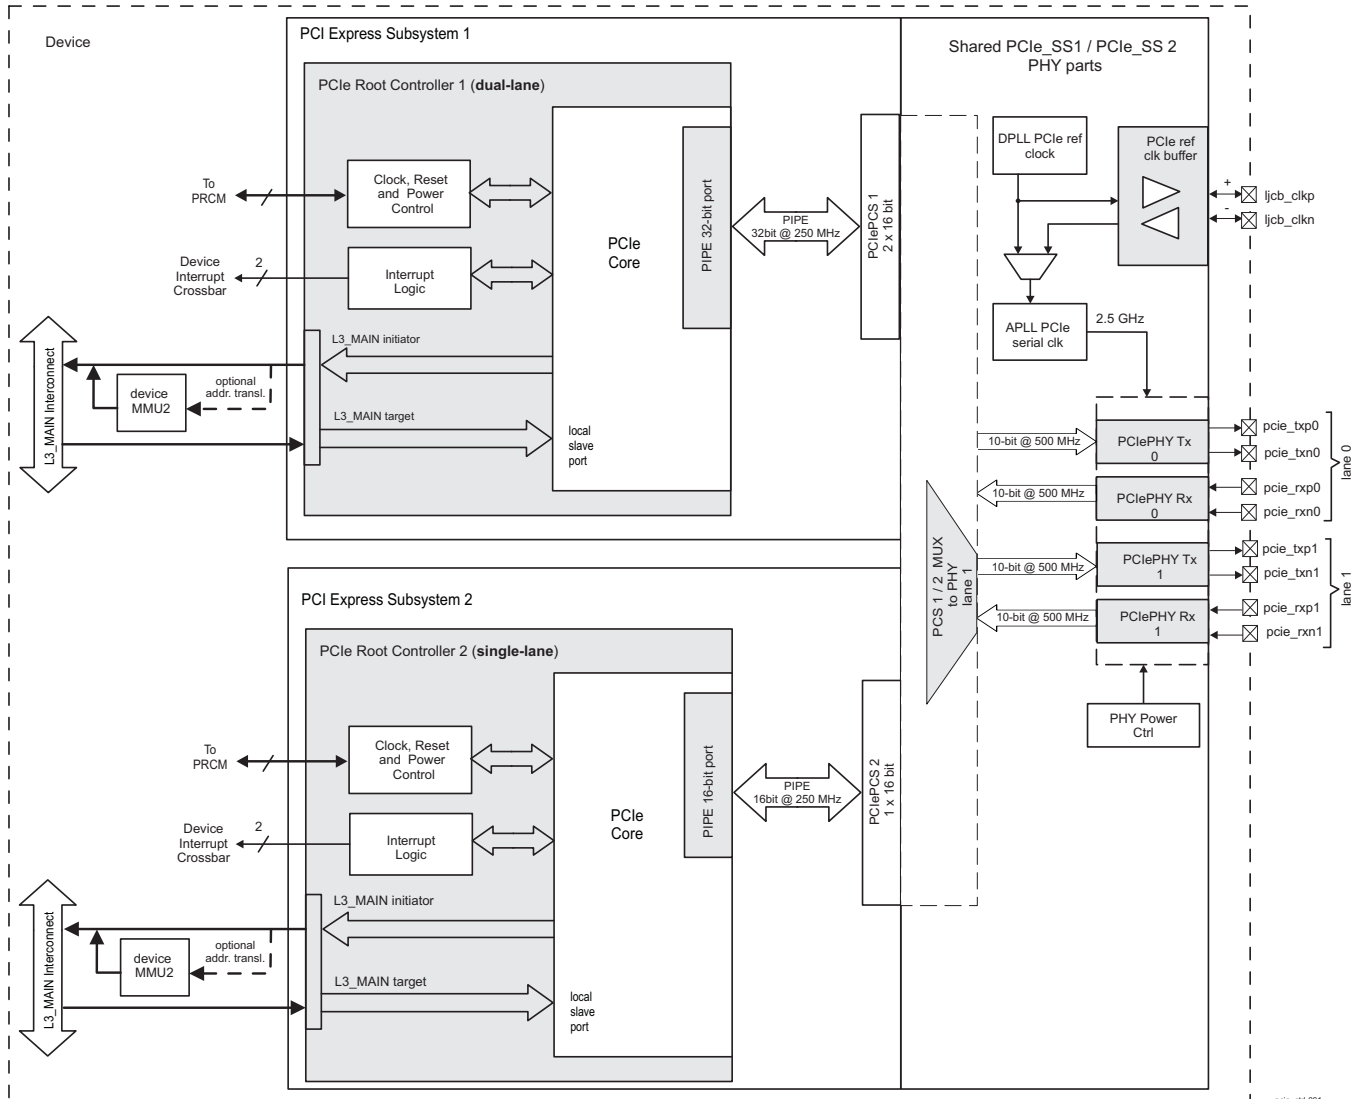 Device
PCI Express Subsystem 1
PCIe Root Controller 1 (dual-lane)
To
PRCM
Clock, Reset
and Power
Control
Device
Interrupt
Crossbar
2
Interrupt
Logic
PCIe
Core
PIPE 32-bit port
PIPE
32bit @ 250 MHz
PCIePCS 1
2 x 16 bit
L3_MAIN Interconnect
device
MMU2
optional
addr. transl.
L3_MAIN initiator
L3_MAIN target
local
slave
port
PCI Express Subsystem 2
PCIe Root Controller 2 (single-lane)
To
PRCM
Clock, Reset
and Power
Control
Device
Interrupt
Crossbar
2
Interrupt
Logic
PCIe
Core
PIPE 16-bit port
PIPE
16bit @ 250 MHz
PCIePCS 2
1 x 16 bit
L3_MAIN Interconnect
device
MMU2
optional
addr. transl.
L3_MAIN initiator
L3_MAIN target
local
slave
port
Shared PCIe_SS1 / PCIe_SS 2
PHY parts
DPLL PCIe ref
clock
PCIe ref
clk buffer
+
-
ljcb_clkp
ljcb_clkn
APLL PCIe
serial clk
2.5 GHz
PCS 1 / 2 MUX
to PHY
lane 1
10-bit @ 500 MHz
PCIePHY Tx
0
pcie_txp0
pcie_txn0
10-bit @ 500 MHz
PCIePHY Rx
0
pcie_rxp0
pcie_rxn0
lane 0
10-bit @ 500 MHz
PCIePHY Tx
1
pcie_txp1
pcie_txn1
10-bit @ 500 MHz
PCIePHY Rx
1
pcie_rxp1
pcie_rxn1
lane 1
PHY Power
Ctrl